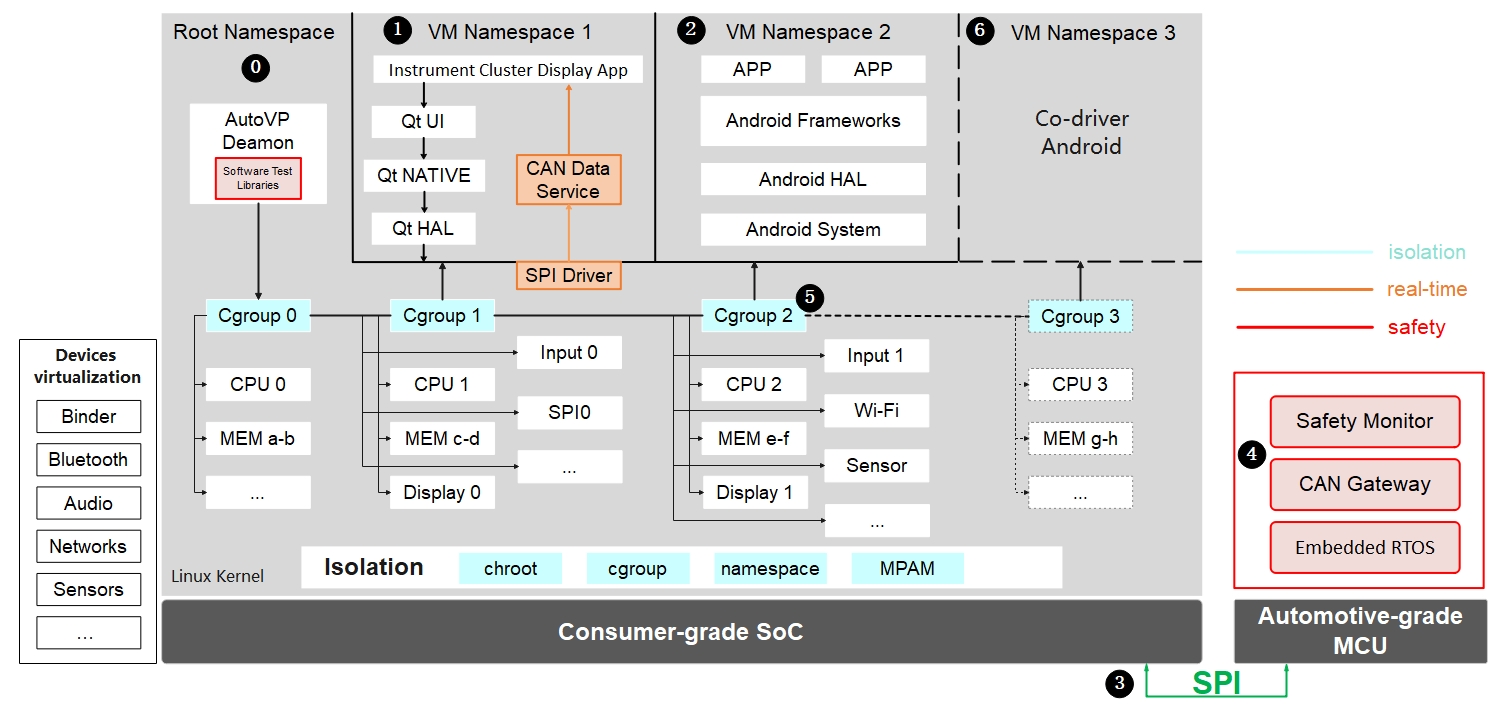 Root Namespace
0
AutoVP
Deamon
Software Test
Libraries
1
VM Namespace 1
Instrument Cluster Display App
Qt UI
Qt NATIVE
Qt HAL
CAN Data
Service
SPI Driver
2
VM Namespace 2
APP
APP
Android Frameworks
Android HAL
Android System
6
VM Namespace 3
Co-driver
Android
isolation
real-time
safety
Cgroup 0
CPU 0
MEM a-b
...
Cgroup 1
CPU 1
MEM c-d
Display 0
Input 0
SPI0
...
Cgroup 2
5
CPU 2
MEM e-f
Display 1
Input 1
Wi-Fi
Sensor
...
Cgroup 3
CPU 3
MEM g-h
...
Devices
virtualization
Binder
Bluetooth
Audio
Networks
Sensors
...
4
Safety Monitor
CAN Gateway
Embedded RTOS
Linux Kernel
Isolation
chroot
cgroup
namespace
MPAM
Consumer-grade SoC
Automotive-grade
MCU
3
SPI